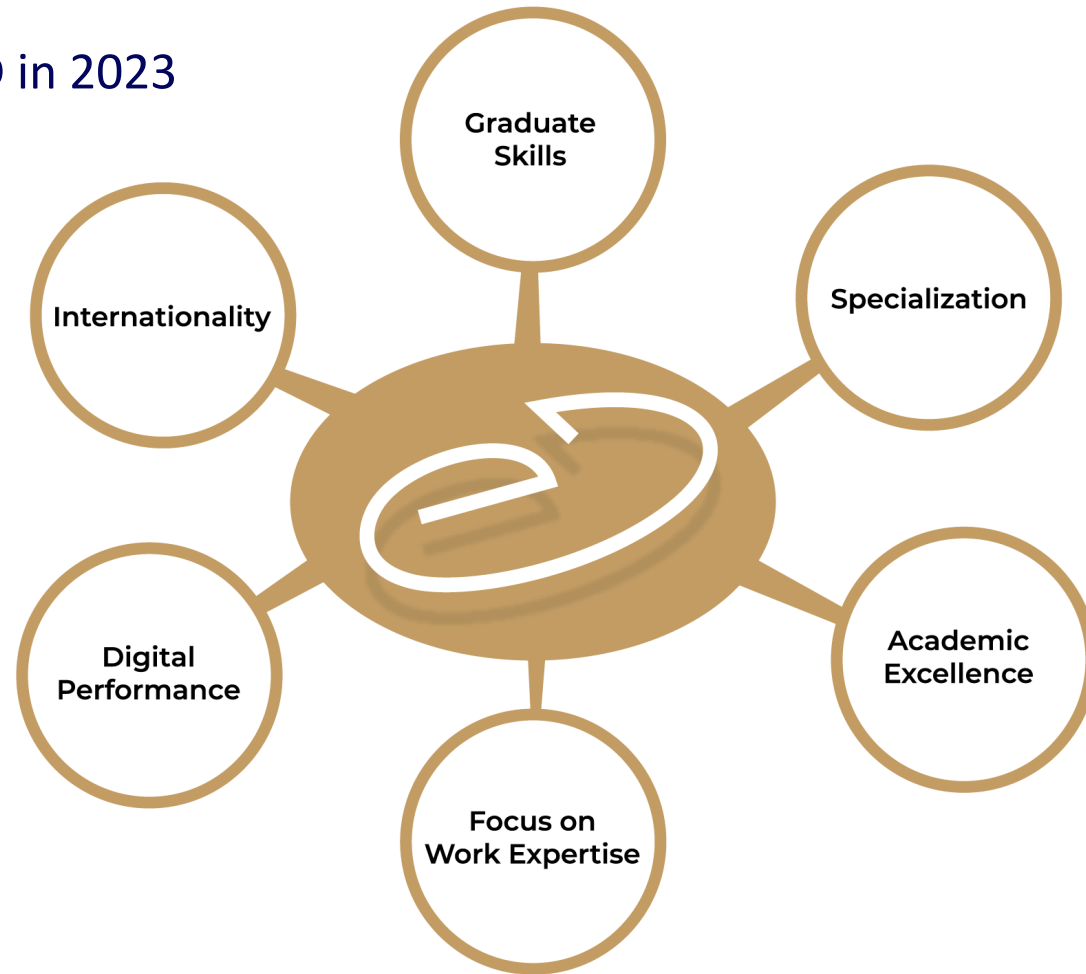 in 2023
Graduate
Skills
Specialization
Internationality
Academic
Excellence
Digital
Performance
Focus on
Work Expertise